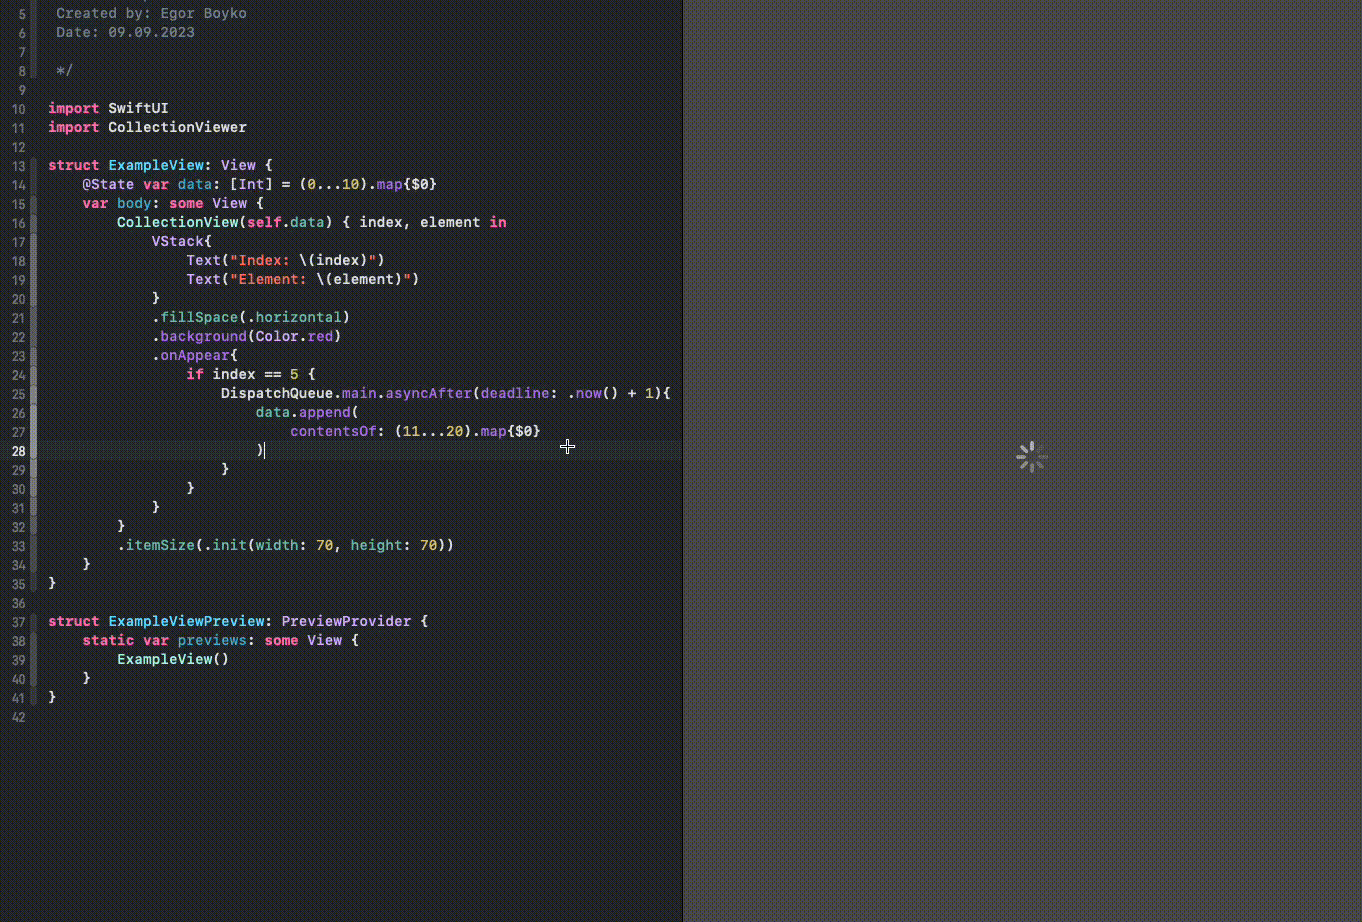 5 Created by: Egor Boyko
6 Date: 09.09.2023
7
8 */
9
10 import SwiftUI
11 import CollectionViewer
12
13 struct ExampleView: View {
14 @State var data: [Int] = (0...10).map{$0}
15 var body: some View {
16 CollectionView(self.data) { index, element in
17 VStack{
18 Text("Index: \(index)")
19 Text("Element: \(element)")
20 }
21 .fillSpace(.horizontal)
22 .background(Color.red)
23 .onAppear{
24 if index == 5 {
25 DispatchQueue.main.asyncAfter(deadline: .now() + 1){
26 data.append(
27 contentsOf: (11...20).map{$0}
28 )
29 }
30 }
31 }
32 }
33 .itemSize(.init(width: 70, height: 70))
34 }
35 }
36
37 struct ExampleViewPreview: PreviewProvider {
38 static var previews: some View {
39 ExampleView()
40 }
41 }
42